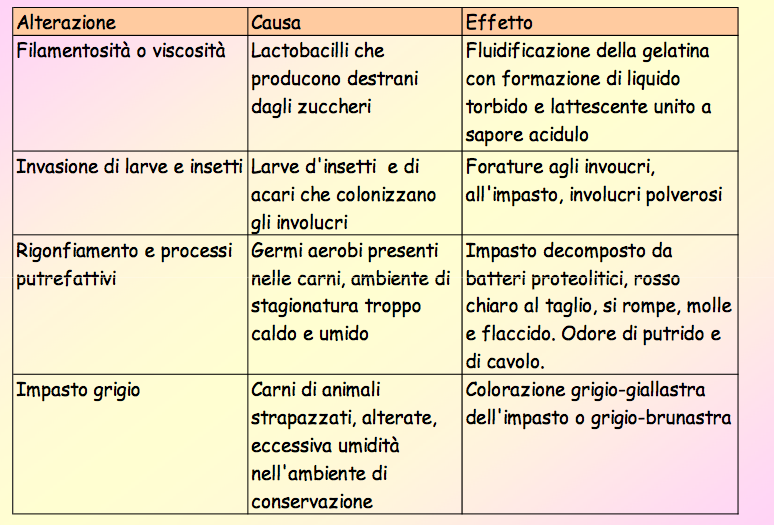 Alterazione
Causa
Effetto
Filamentosità o viscosità
Lactobacilli che
producono destrani
dagli zuccheri
Fluidificazione della gelatina
con formazione di liquido
torbido e lattescente unito a
sapore acidulo
Invasione di larve e insetti
Larve d'insetti e di
acari che colonizzano
gli involucri
Forature agli invoucri,
all'impasto, involucri polverosi
Rigonfiamento e processi
putrefattivi
Germi aerobi presenti
nelle carni, ambiente di
stagionatura troppo
caldo e umido
Impasto decomposto da
batteri proteolitici, rosso
chiaro al taglio, si rompe, molle
e flaccido. Odore di putrido e
di cavolo.
Impasto grigio
Carni di animali
strapazzati, alterate,
eccessiva umidità
nell'ambiente di
conservazione
Colorazione grigio-giallastra
dell'impasto o grigio-brunastra